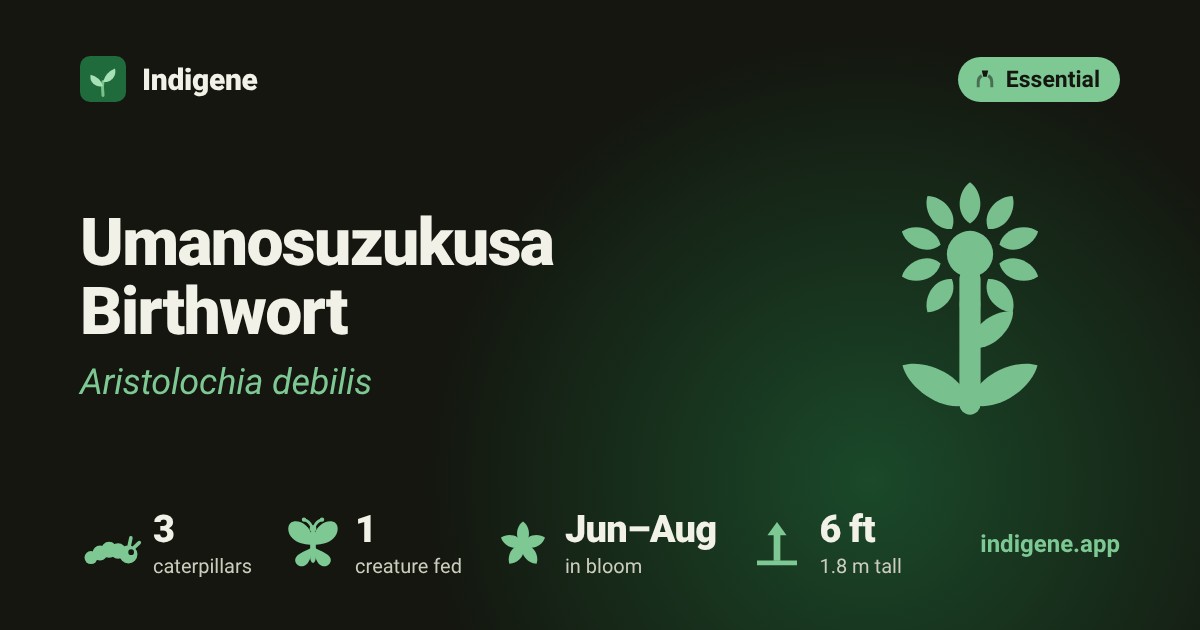 Indigene
Essential
Umanosuzukusa
Birthwort
Aristolochia debilis
3
caterpillars
1
creature fed
Jun–Aug
in bloom
6 ft
1.8 m tall
indigene.app